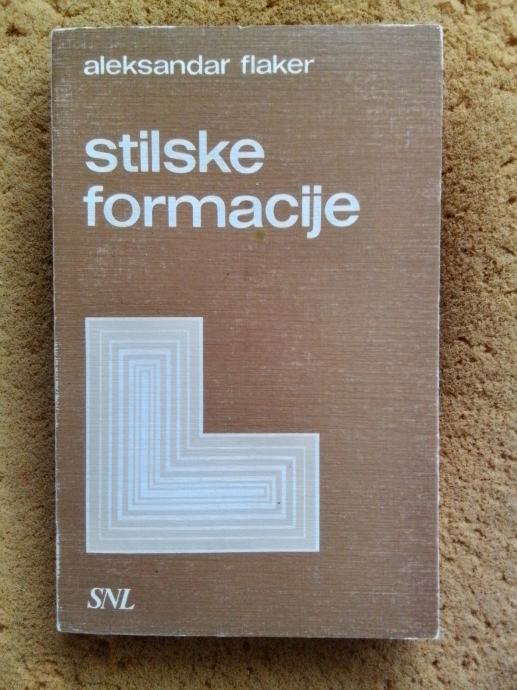 aleksandar flaker
stilske
formacije
SNL